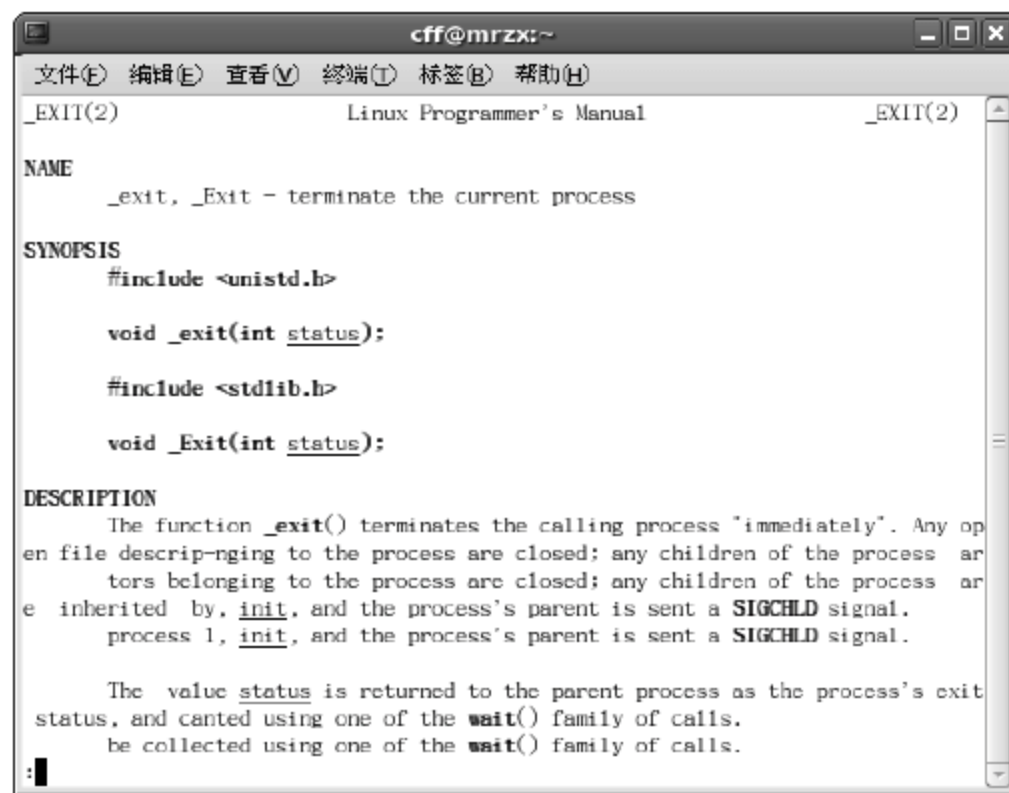 cff@mrzx:~
文件(F) 编辑(E) 查看(V) 终端(T) 标签(B) 帮助(H)
_EXIT(2) Linux Programmer's Manual _EXIT(2)
NAME
_exit, _Exit - terminate the current process
SYNOPSIS
#include <unistd.h>
void _exit(int status);
#include <stdlib.h>
void _Exit(int status);
DESCRIPTION
The function _exit() terminates the calling process "immediately". Any op
en file descrip-nging to the process are closed; any children of the process ar
tors belonging to the process are closed; any children of the process ar
e inherited by, init, and the process's parent is sent a SIGCHLD signal.
process 1, init, and the process's parent is sent a SIGCHLD signal.
The value status is returned to the parent process as the process's exit
status, and canted using one of the wait() family of calls.
be collected using one of the wait() family of calls.
: